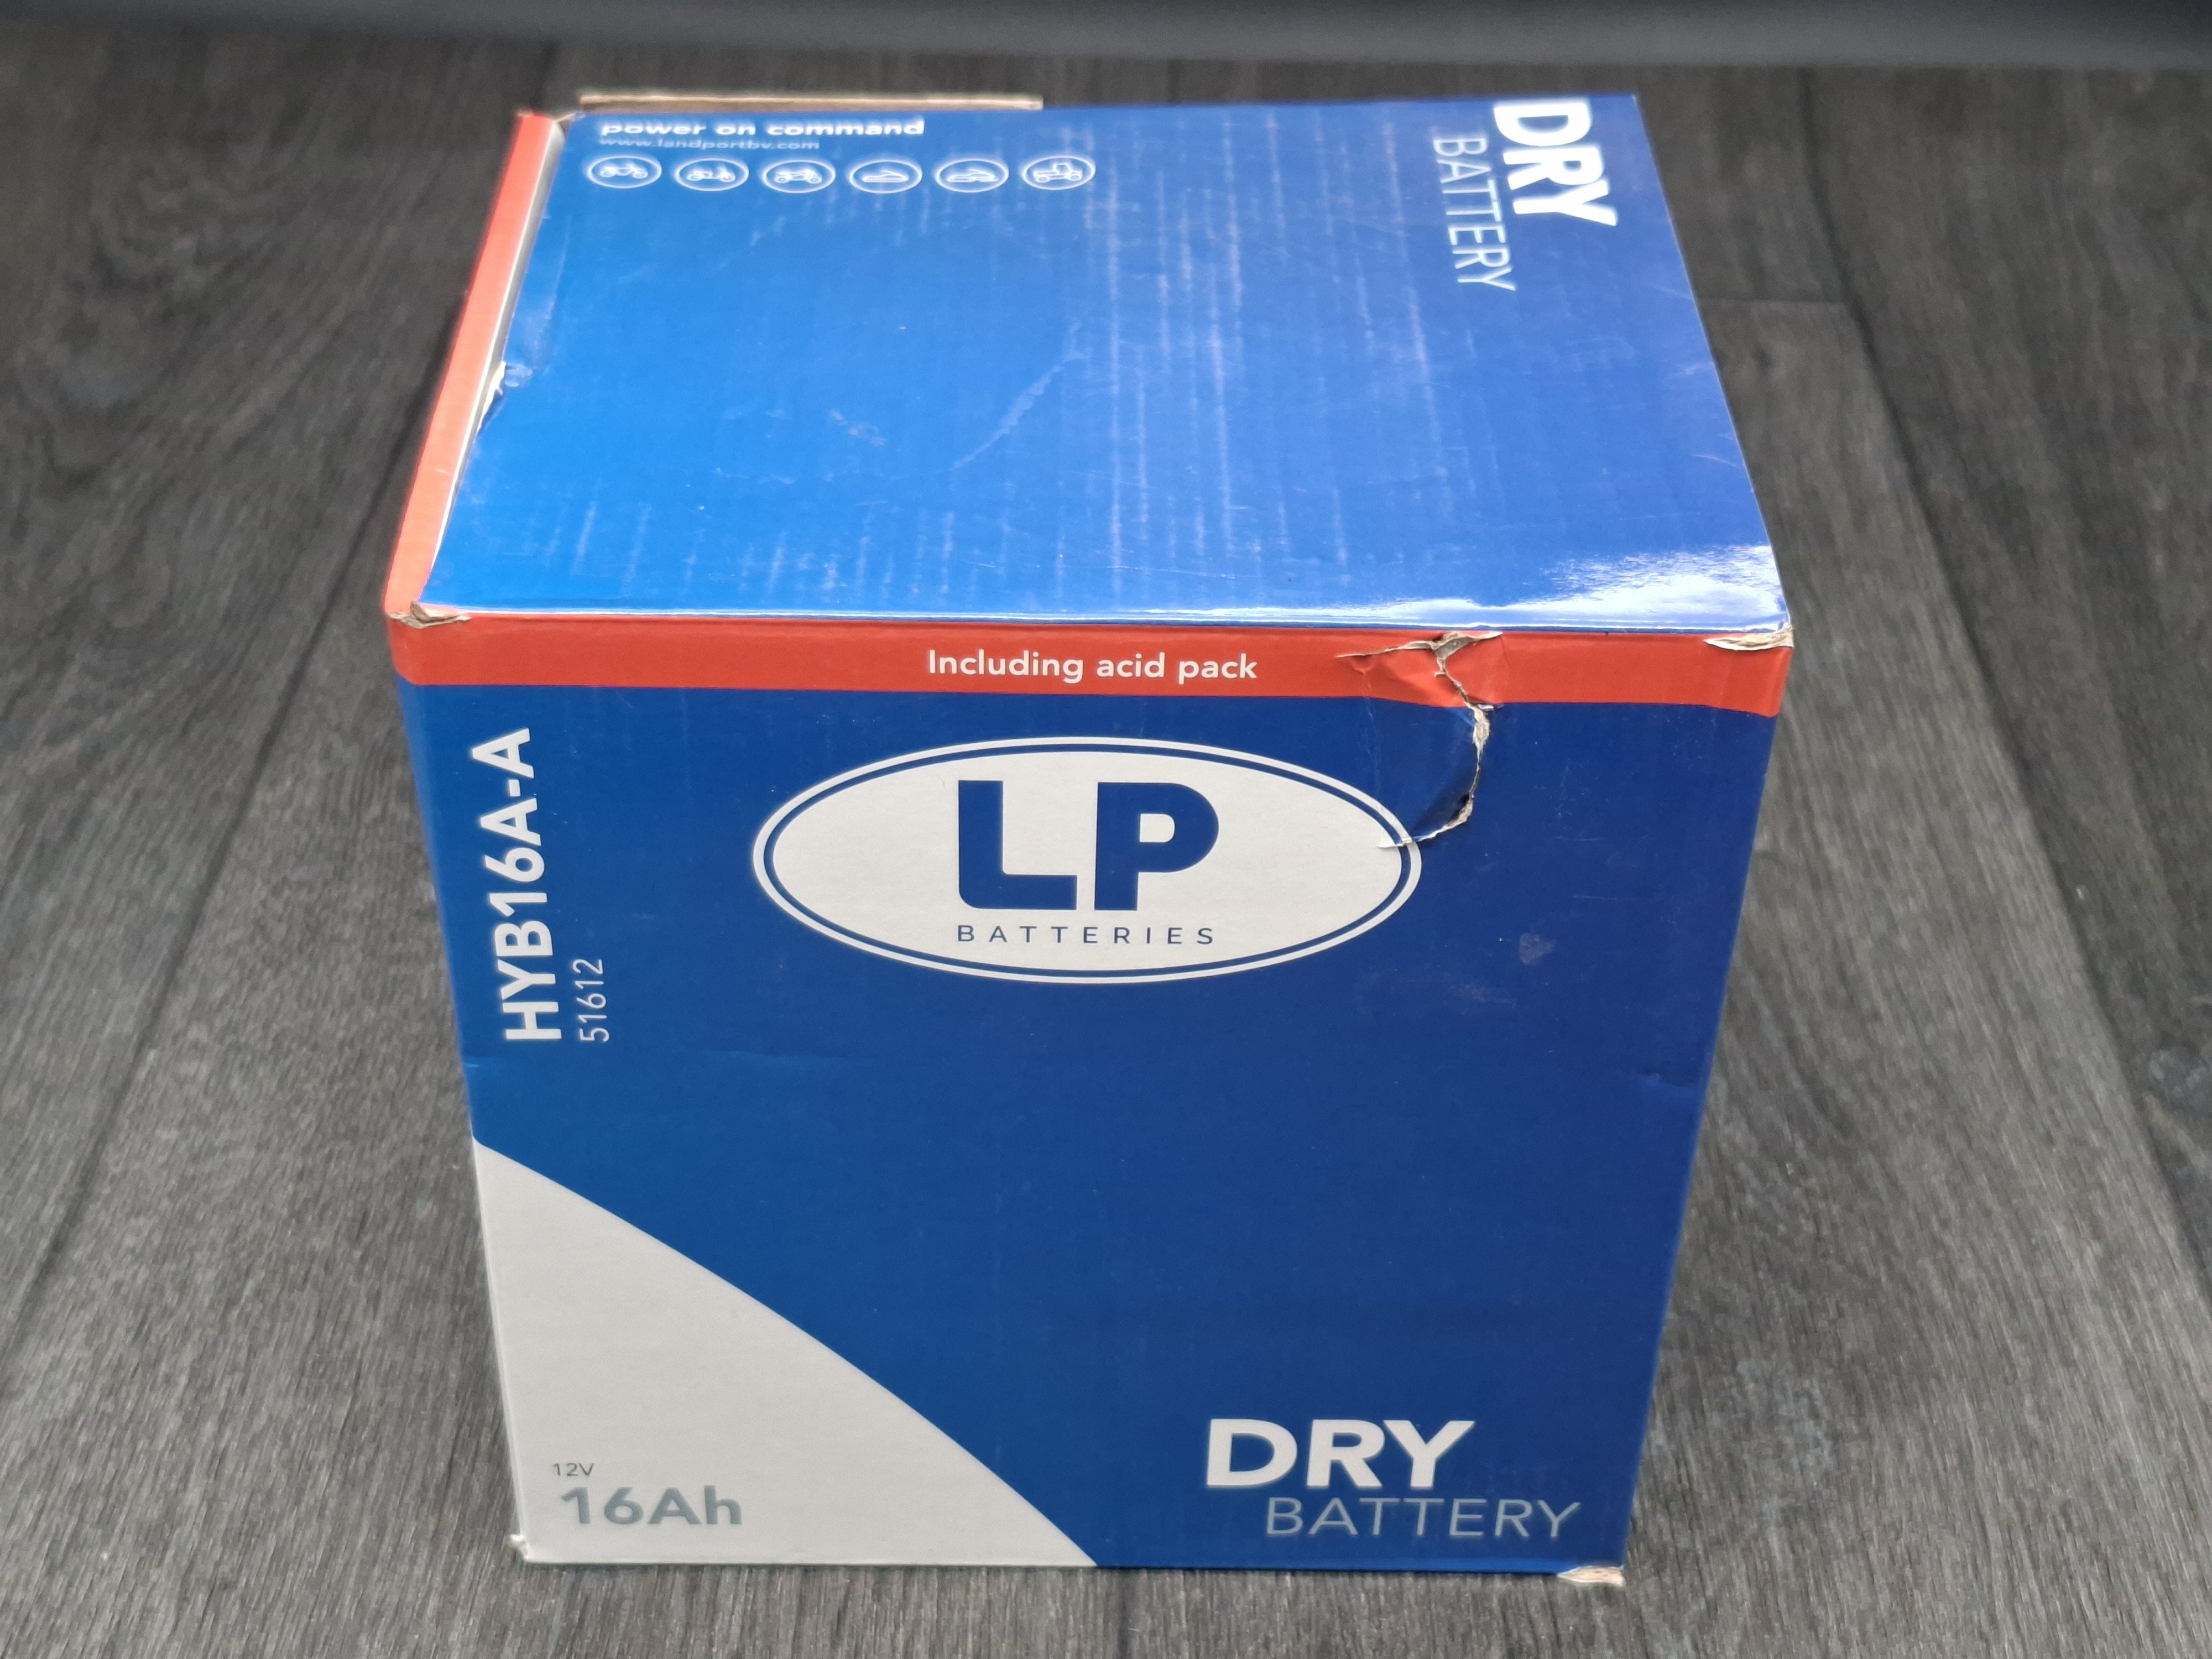 power on command
www.landportbv.com
DRY
BATTERY
Including acid pack
HYB16A-A
51612
LP
BATTERIES
12V
16Ah
DRY
BATTERY